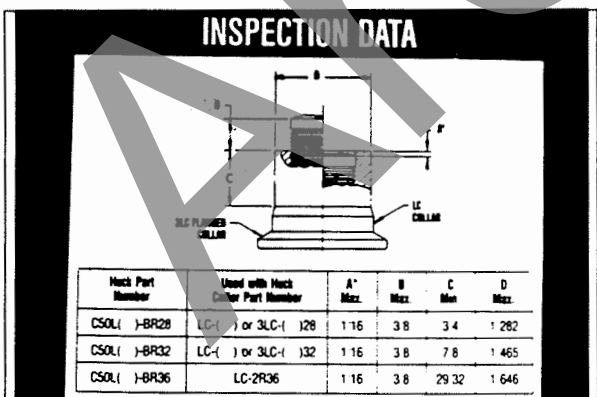 INSPECTION DATA
B
A*
C
3LC FLANGED
COLLAR
LC
COLLAR
Huck Part
Number
Used with Huck
Collar Part Number
A*
Max.
B
Max.
C
Min
D
Max.
C50L( )-BR28 LC-( ) or 3LC-( )28 1 16 3 8 3 4 1 282
C50L( )-BR32 LC-( ) or 3LC-( )32 1 16 3 8 7 8 1 465
C50L( )-BR36 LC-2R36 1 16 3 8 29 32 1 646